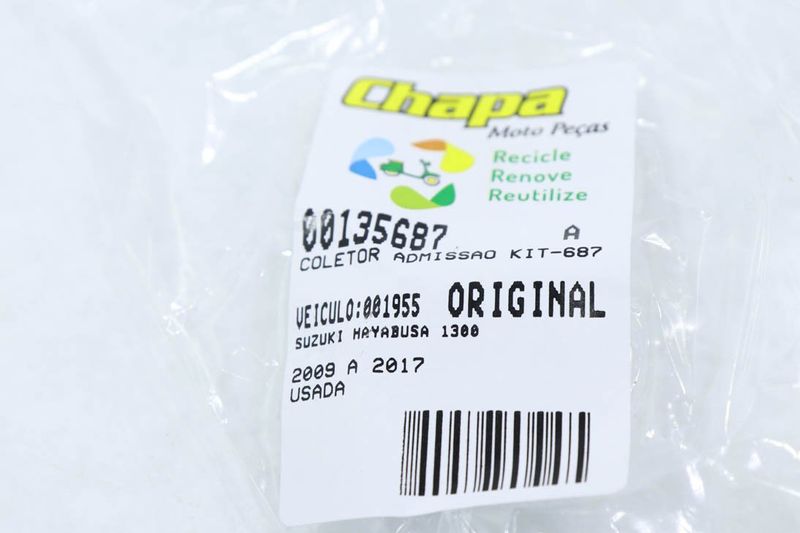 Chapa
Moto Peças
Recicle
Renove
Reutilize
00135687 A
COLETOR ADMISSAO KIT-687
VEICULO:001955 ORIGINAL
SUZUKI HAYABUSA 1300
2009 A 2017
USADA